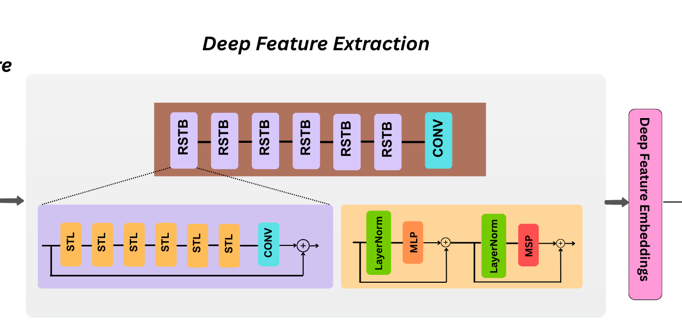 Deep Feature Extraction
re
RSTB
RSTB
RSTB
RSTB
RSTB
RSTB
CONV
Deep Feature Embeddings
STL
STL
STL
STL
STL
STL
CONV
LayerNorm
MLP
LayerNorm
MSP